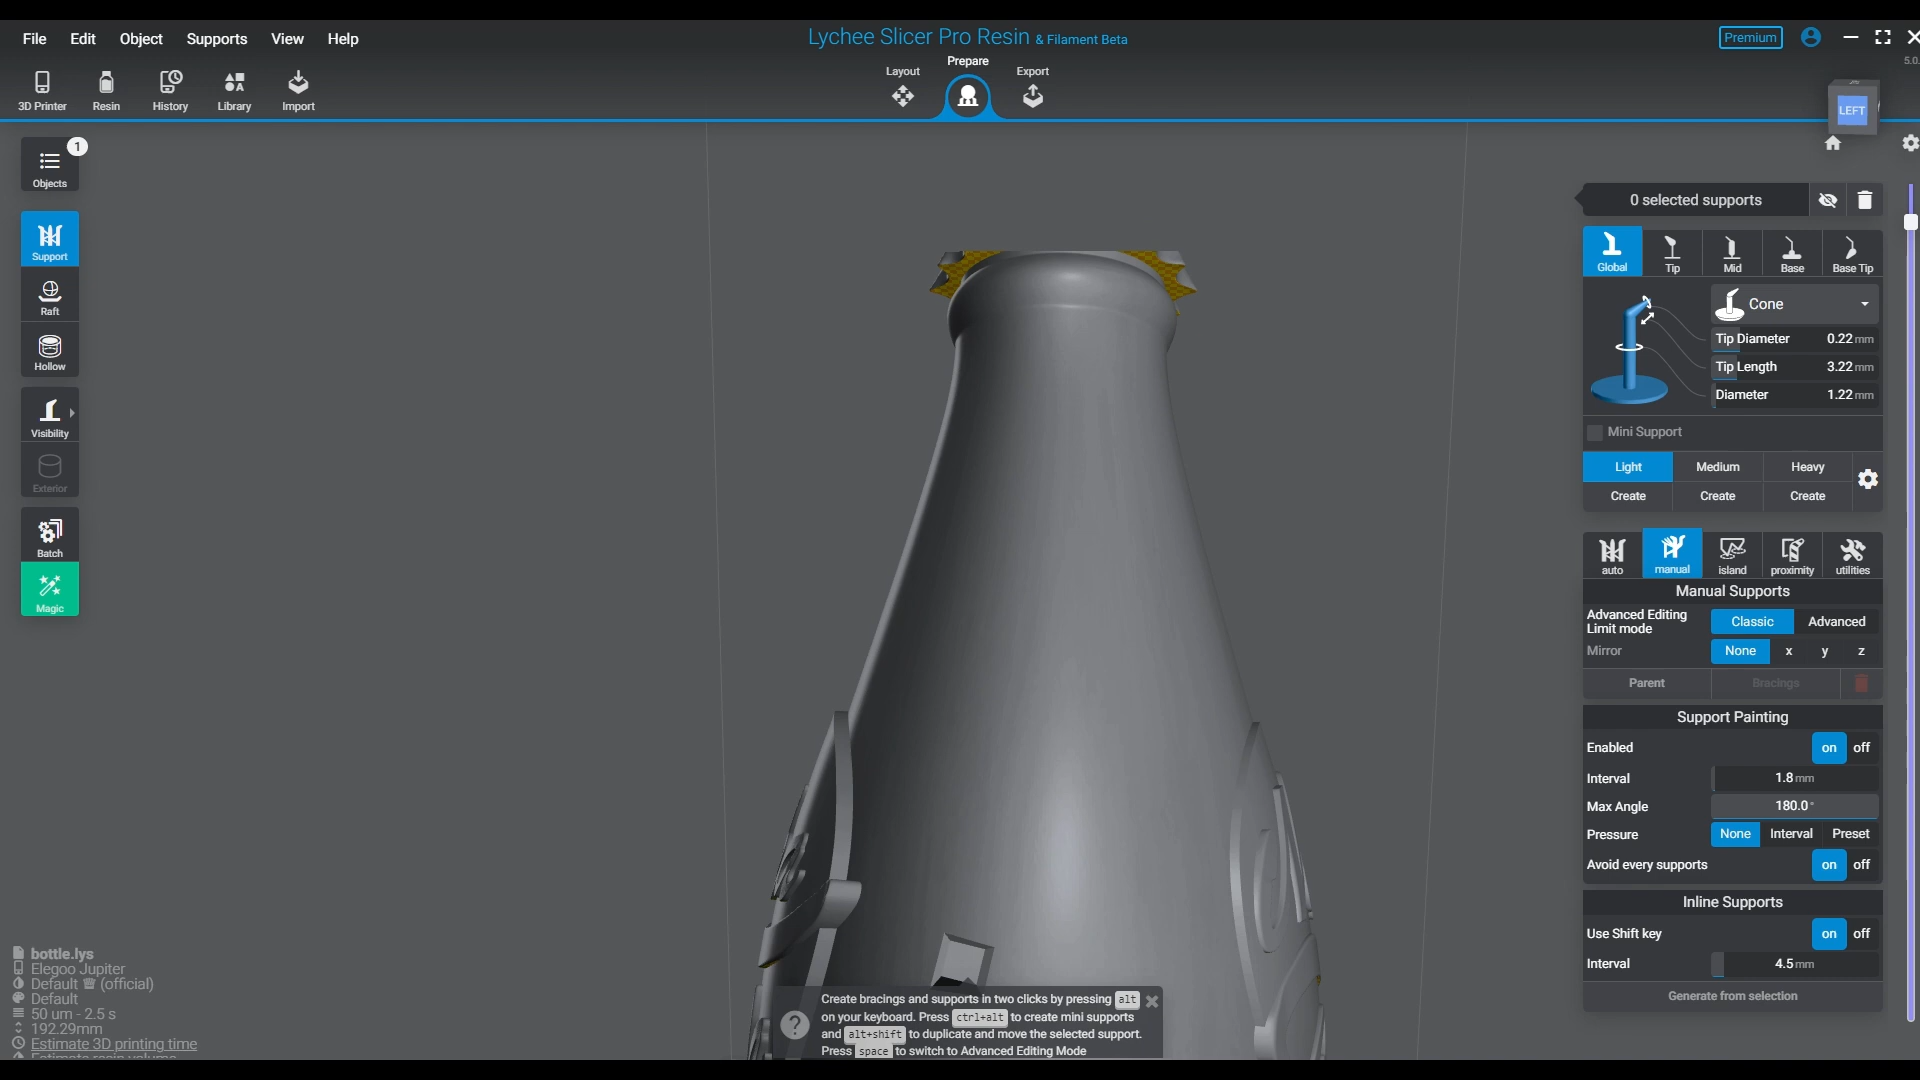 File Edit Object Supports View Help
Lychee Slicer Pro Resin & Filament Beta
Premium
5.0.
3D Printer Resin History Library Import
Layout Prepare Export
LEFT
1
Objects
Support
Raft
Hollow
Visibility
Exterior
Batch
Magic
0 selected supports
Global Tip Mid Base Base Tip
Cone
Tip Diameter 0.22 mm
Tip Length 3.22 mm
Diameter 1.22 mm
Mini Support
Light Medium Heavy
Create Create Create
auto manual island proximity utilities
Manual Supports
Advanced Editing
Limit mode
Classic Advanced
Mirror None x y z
Parent Bracings
Support Painting
Enabled on off
Interval 1.8 mm
Max Angle 180.0 °
Pressure None Interval Preset
Avoid every supports on off
Inline Supports
Use Shift key on off
Interval 4.5 mm
Generate from selection
bottle.lys
Elegoo Jupiter
Default (official)
Default
50 um - 2.5 s
192.29mm
Estimate 3D printing time
Estimate resin volume
?
Create bracings and supports in two clicks by pressing alt
on your keyboard. Press ctrl+alt to create mini supports
and alt+shift to duplicate and move the selected support.
Press space to switch to Advanced Editing Mode